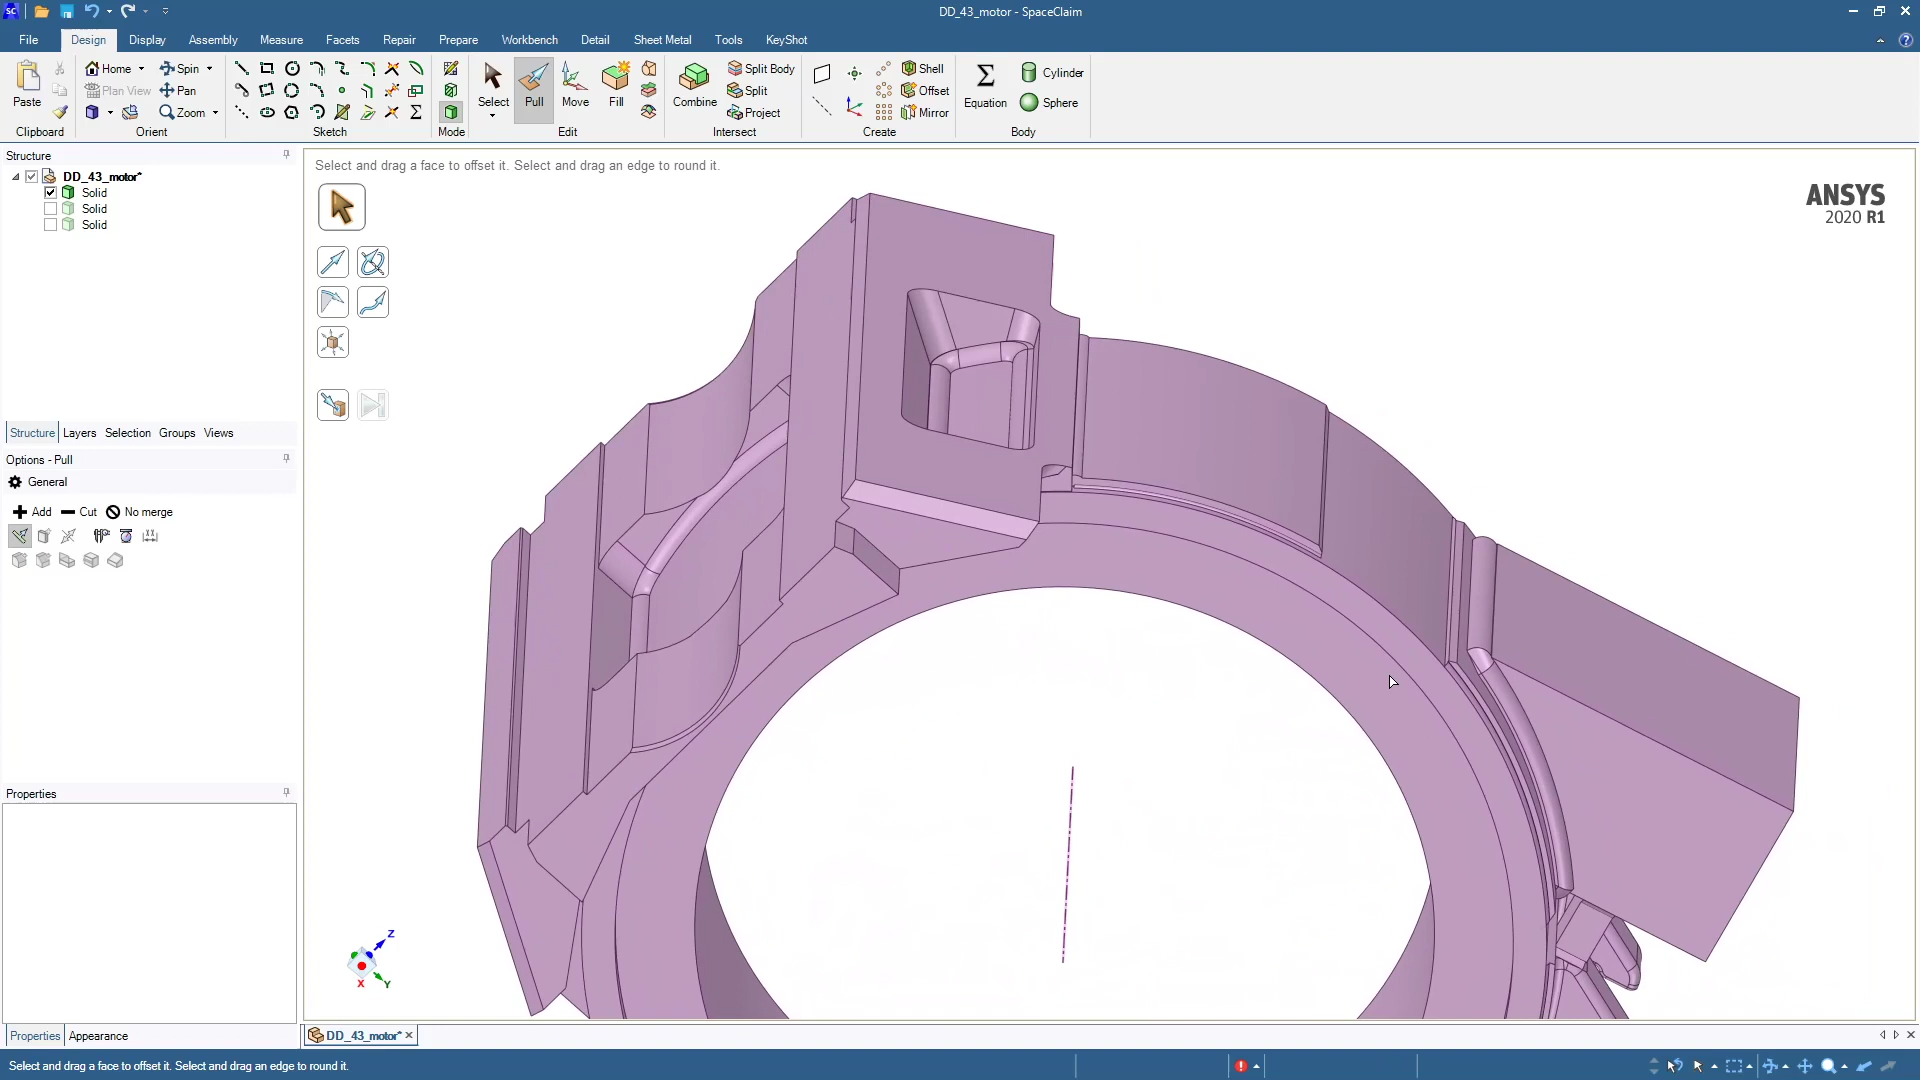 DD_43_motor - SpaceClaim
File Design Display Assembly Measure Facets Repair Prepare Workbench Detail Sheet Metal Tools KeyShot
Paste
Clipboard
Home
Plan View
Spin
Pan
Zoom
Orient
Sketch
Mode
Select
Pull
Move
Fill
Edit
Combine
Split Body
Split
Project
Intersect
Shell
Offset
Mirror
Create
Equation
Cylinder
Sphere
Body
Structure
DD_43_motor*
Solid
Solid
Solid
Structure Layers Selection Groups Views
Options - Pull
General
Add Cut No merge
Properties
Properties Appearance
Select and drag a face to offset it. Select and drag an edge to round it.
ANSYS
2020 R1
Z
X
Y
DD_43_motor*
Select and drag a face to offset it. Select and drag an edge to round it.